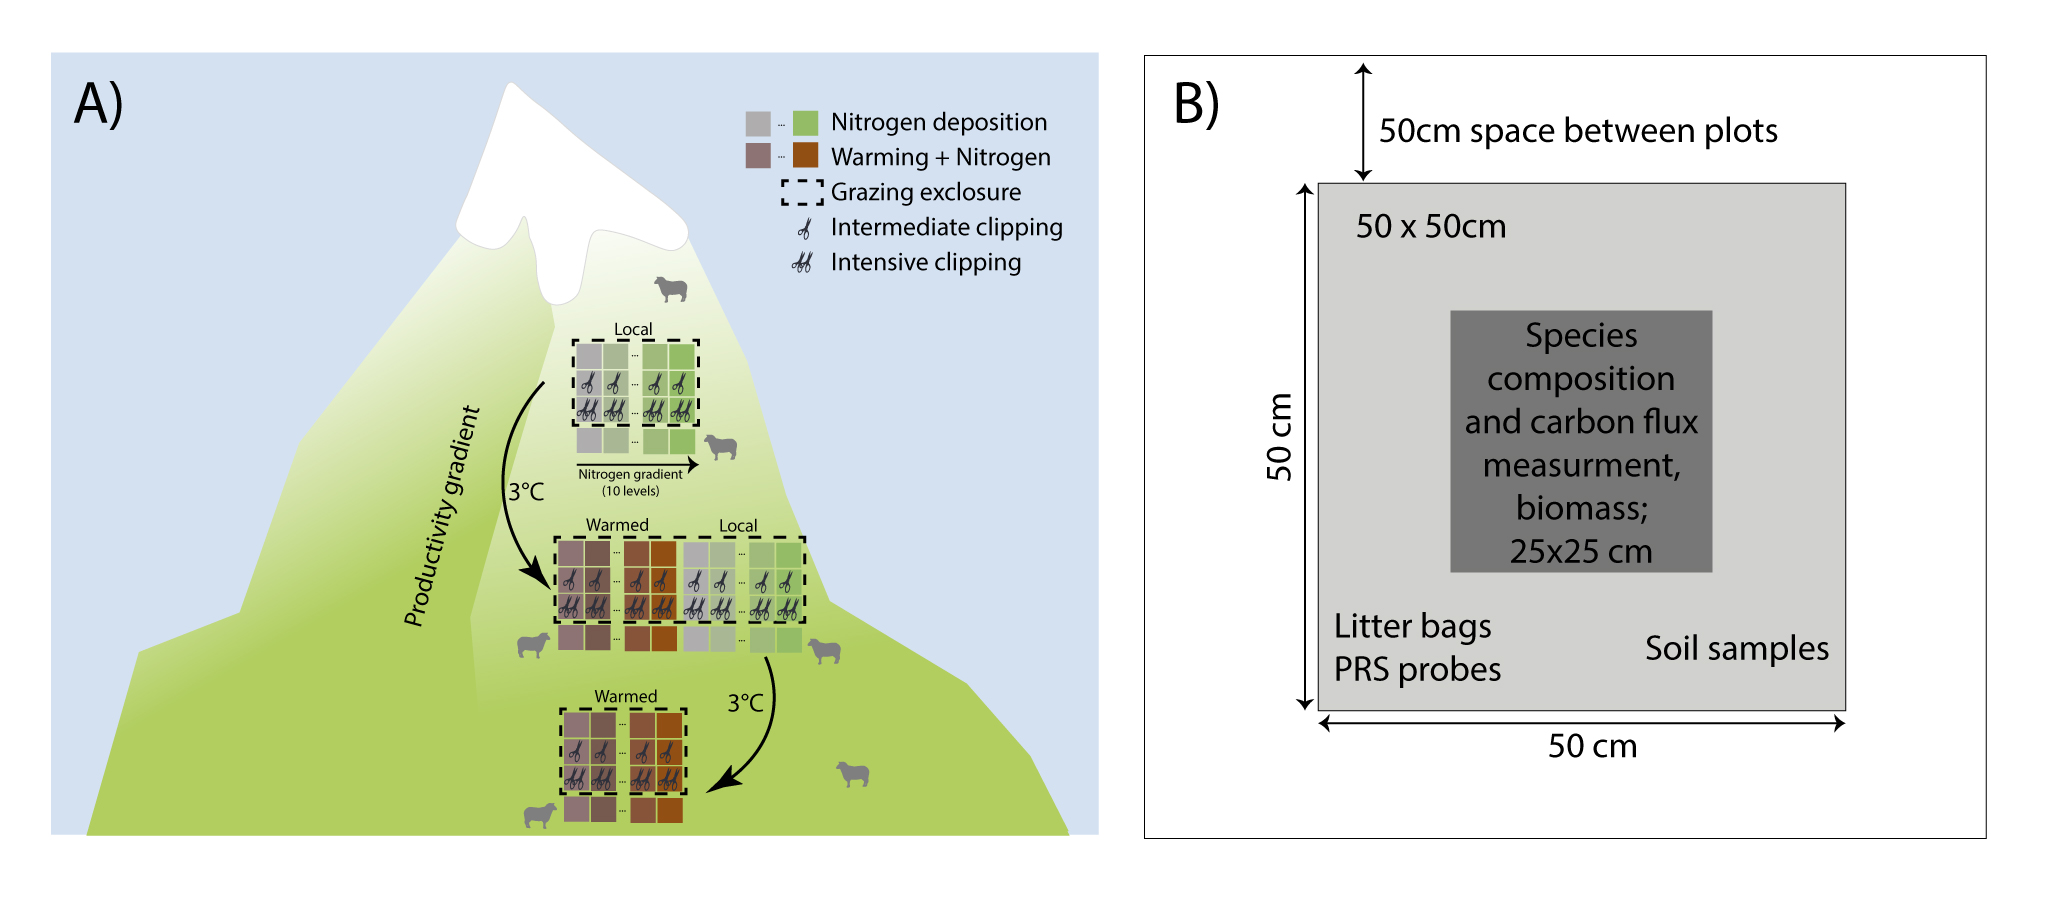 A)
Nitrogen deposition
Warming + Nitrogen
Grazing exclosure
Intermediate clipping
Intensive clipping
Local
Nitrogen gradient
(10 levels)
3°C
Productivity gradient
Warmed
Local
Warmed
3°C
B)
50cm space between plots
50 x 50cm
Species
composition
and carbon flux
measurment,
biomass;
25x25 cm
50 cm
Litter bags
PRS probes
Soil samples
50 cm